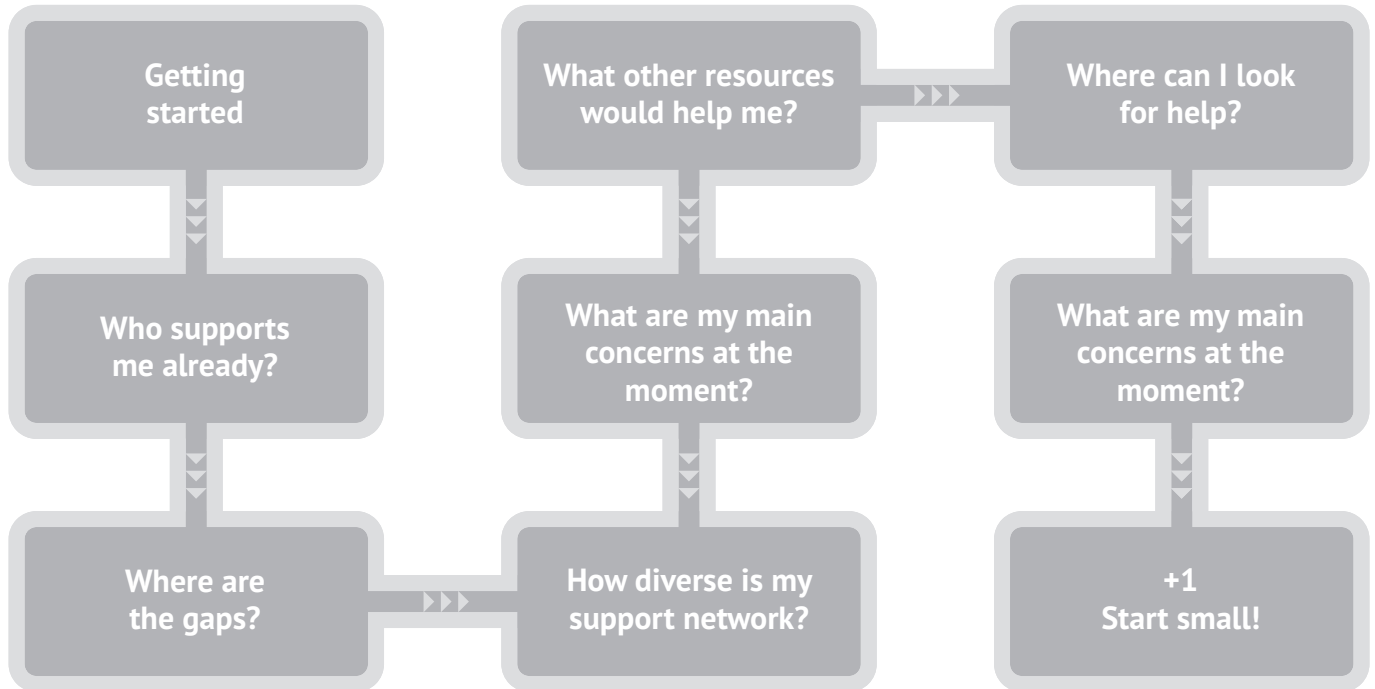 Getting
started
Who supports
me already?
Where are
the gaps?
What other resources
would help me?
What are my main
concerns at the
moment?
How diverse is my
support network?
Where can I look
for help?
What are my main
concerns at the
moment?
+1
Start small!